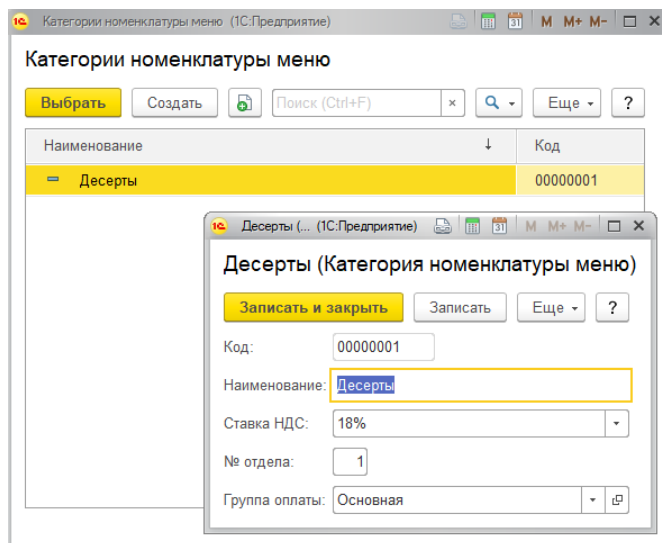 Категории номенклатуры меню (1С:Предприятие) 31 M M+ M-
Категории номенклатуры меню
Выбрать Создать Поиск (Ctrl+F) × Еще ?
Наименование ↓ Код
Десерты 00000001
Десерты (... (1С:Предприятие) 31 M M+ M-
Десерты (Категория номенклатуры меню)
Записать и закрыть Записать Еще ?
Код: 00000001
Наименование: Десерты
Ставка НДС: 18%
№ отдела: 1
Группа оплаты: Основная